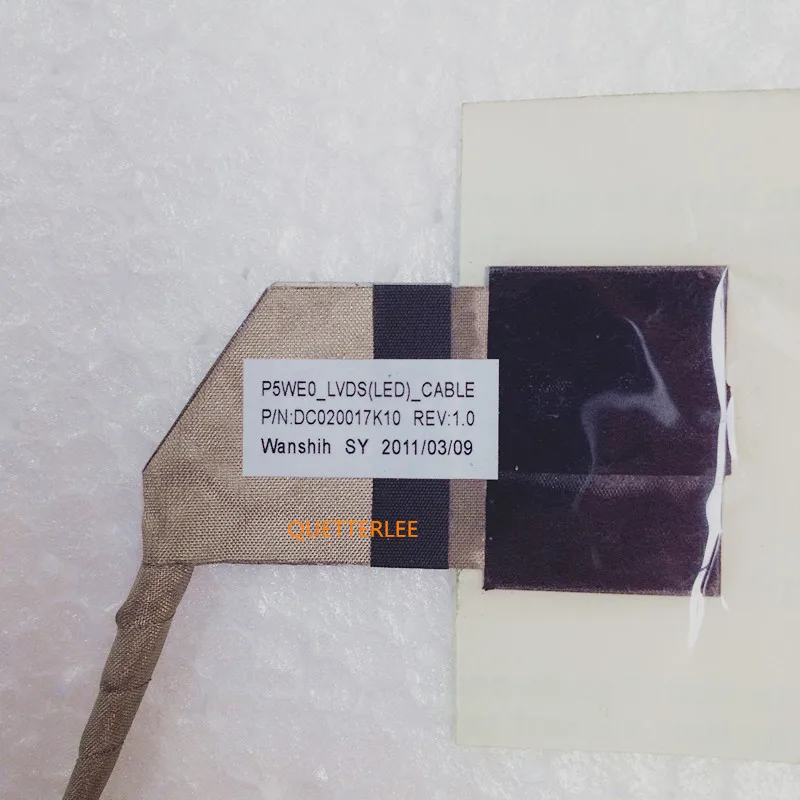 P5WE0_LVDS(LED)_CABLE
P/N:DC020017K10 REV:1.0
Wanshih SY 2011/03/09
QUETTERLEE